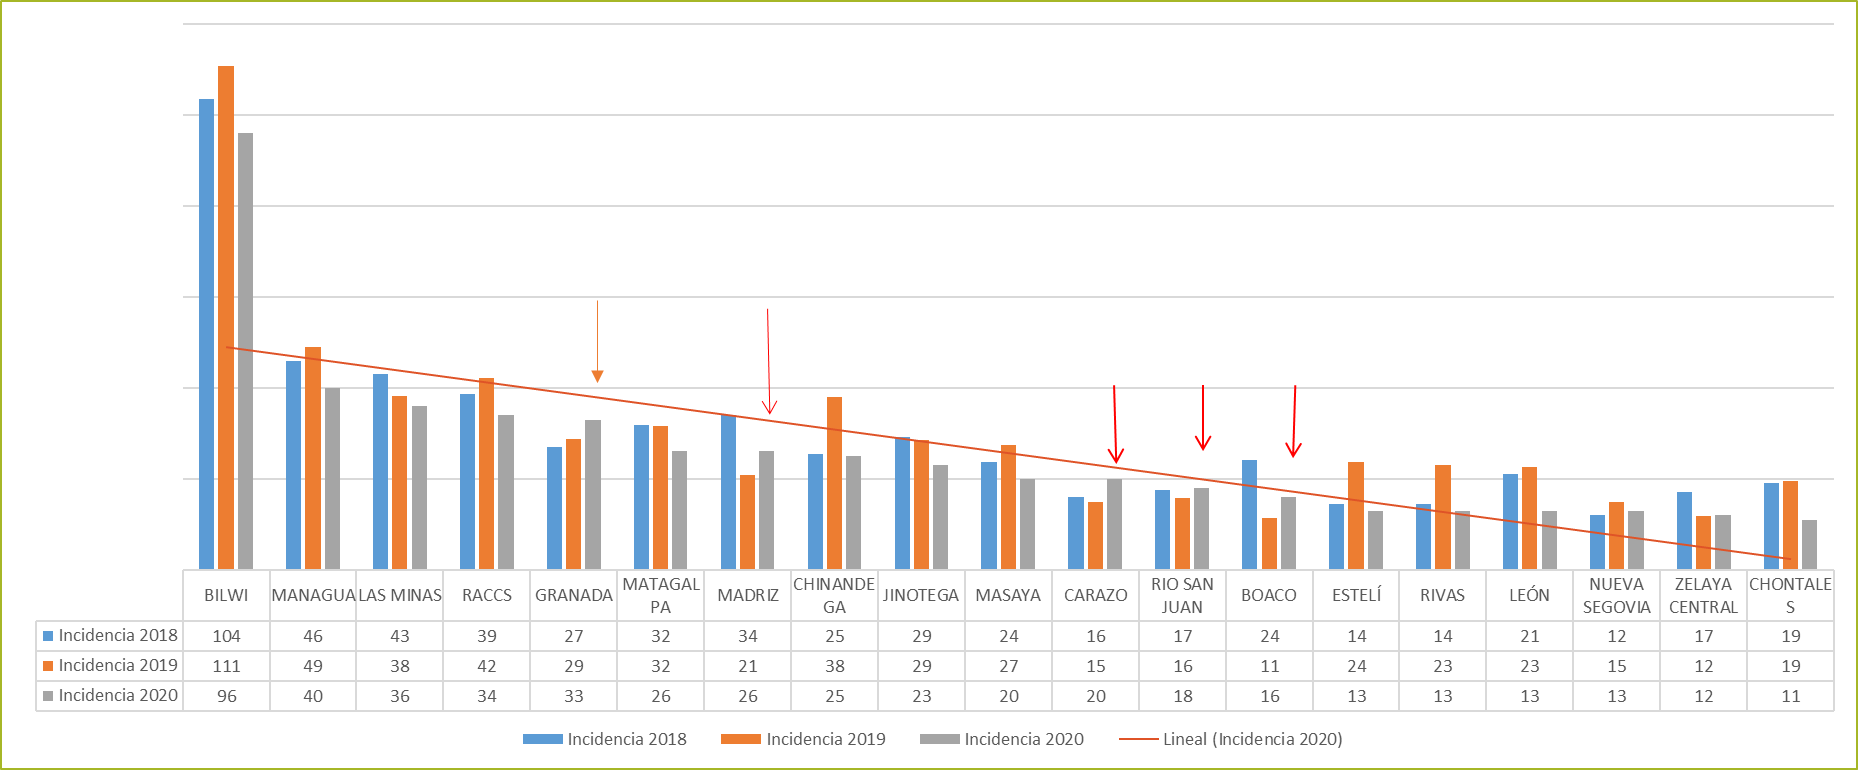 BILWI MANAGUA LAS MINAS RACCS GRANADA MATAGAL
PA MADRIZ CHINANDE
GA JINOTEGA MASAYA CARAZO RIO SAN
JUAN BOACO ESTELÍ RIVAS LEÓN NUEVA
SEGOVIA ZELAYA
CENTRAL CHONTALE
S
Incidencia 2018 104 46 43 39 27 32 34 25 29 24 16 17 24 14 14 21 12 17 19
Incidencia 2019 111 49 38 42 29 32 21 38 29 27 15 16 11 24 23 23 15 12 19
Incidencia 2020 96 40 36 34 33 26 26 25 23 20 20 18 16 13 13 13 13 12 11
Incidencia 2018 Incidencia 2019 Incidencia 2020 Lineal (Incidencia 2020)